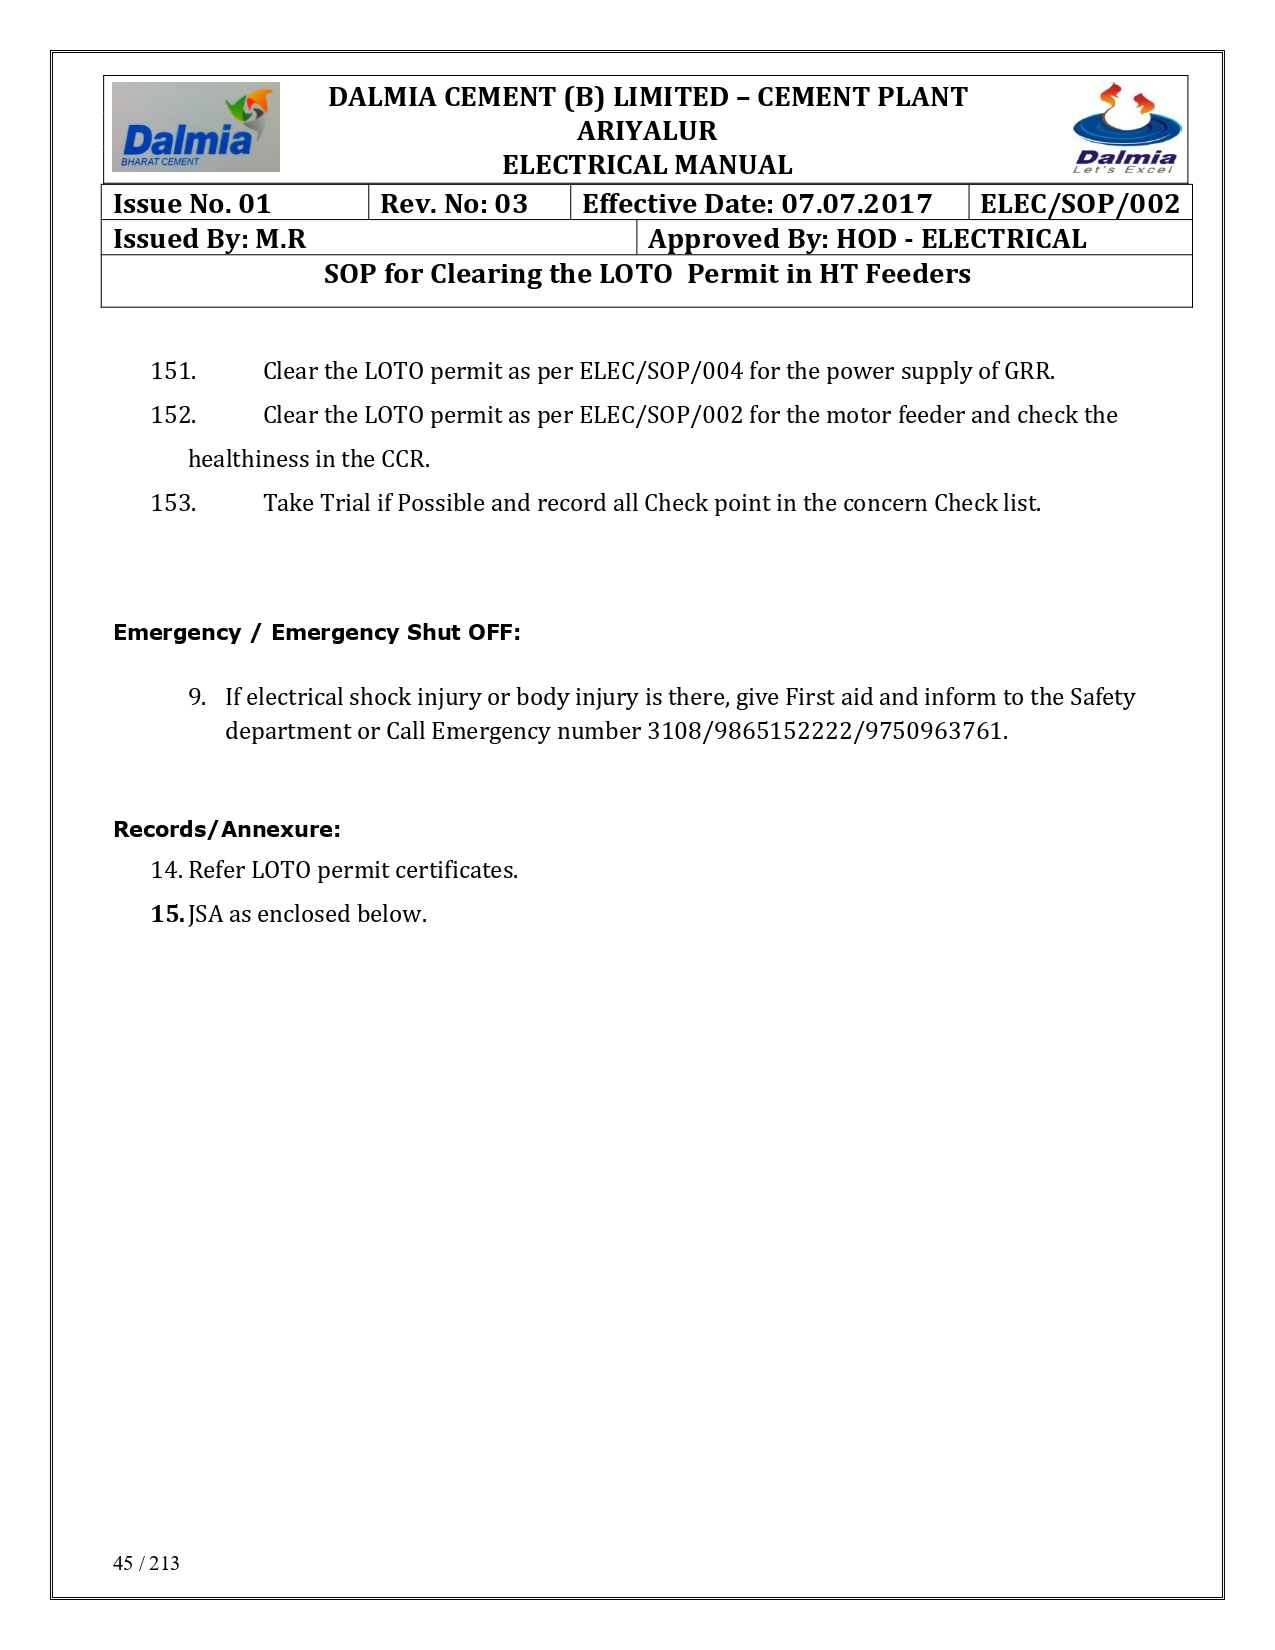 Dalmia
BHARAT CEMENT
DALMIA CEMENT (B) LIMITED – CEMENT PLANT
ARIYALUR
ELECTRICAL MANUAL
Dalmia
Let's Excel
Issue No. 01 Rev. No: 03 Effective Date: 07.07.2017 ELEC/SOP/002
Issued By: M.R Approved By: HOD - ELECTRICAL
SOP for Clearing the LOTO  Permit in HT Feeders
151. Clear the LOTO permit as per ELEC/SOP/004 for the power supply of GRR.
152. Clear the LOTO permit as per ELEC/SOP/002 for the motor feeder and check the
healthiness in the CCR.
153. Take Trial if Possible and record all Check point in the concern Check list.
Emergency / Emergency Shut OFF:
9. If electrical shock injury or body injury is there, give First aid and inform to the Safety
department or Call Emergency number 3108/9865152222/9750963761.
Records/Annexure:
14. Refer LOTO permit certificates.
15. JSA as enclosed below.
45 / 213